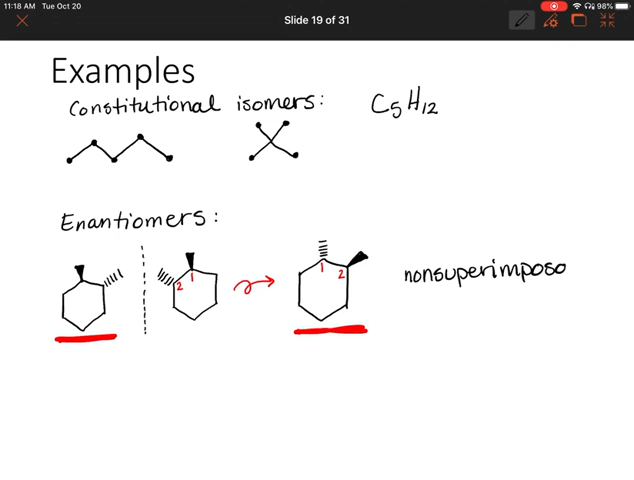 11:18 AM Tue Oct 20
98%
Slide 19 of 31
Examples
Constitutional isomers: C5H12
Enantiomers:
1
2
1
2
nonsuperimposo